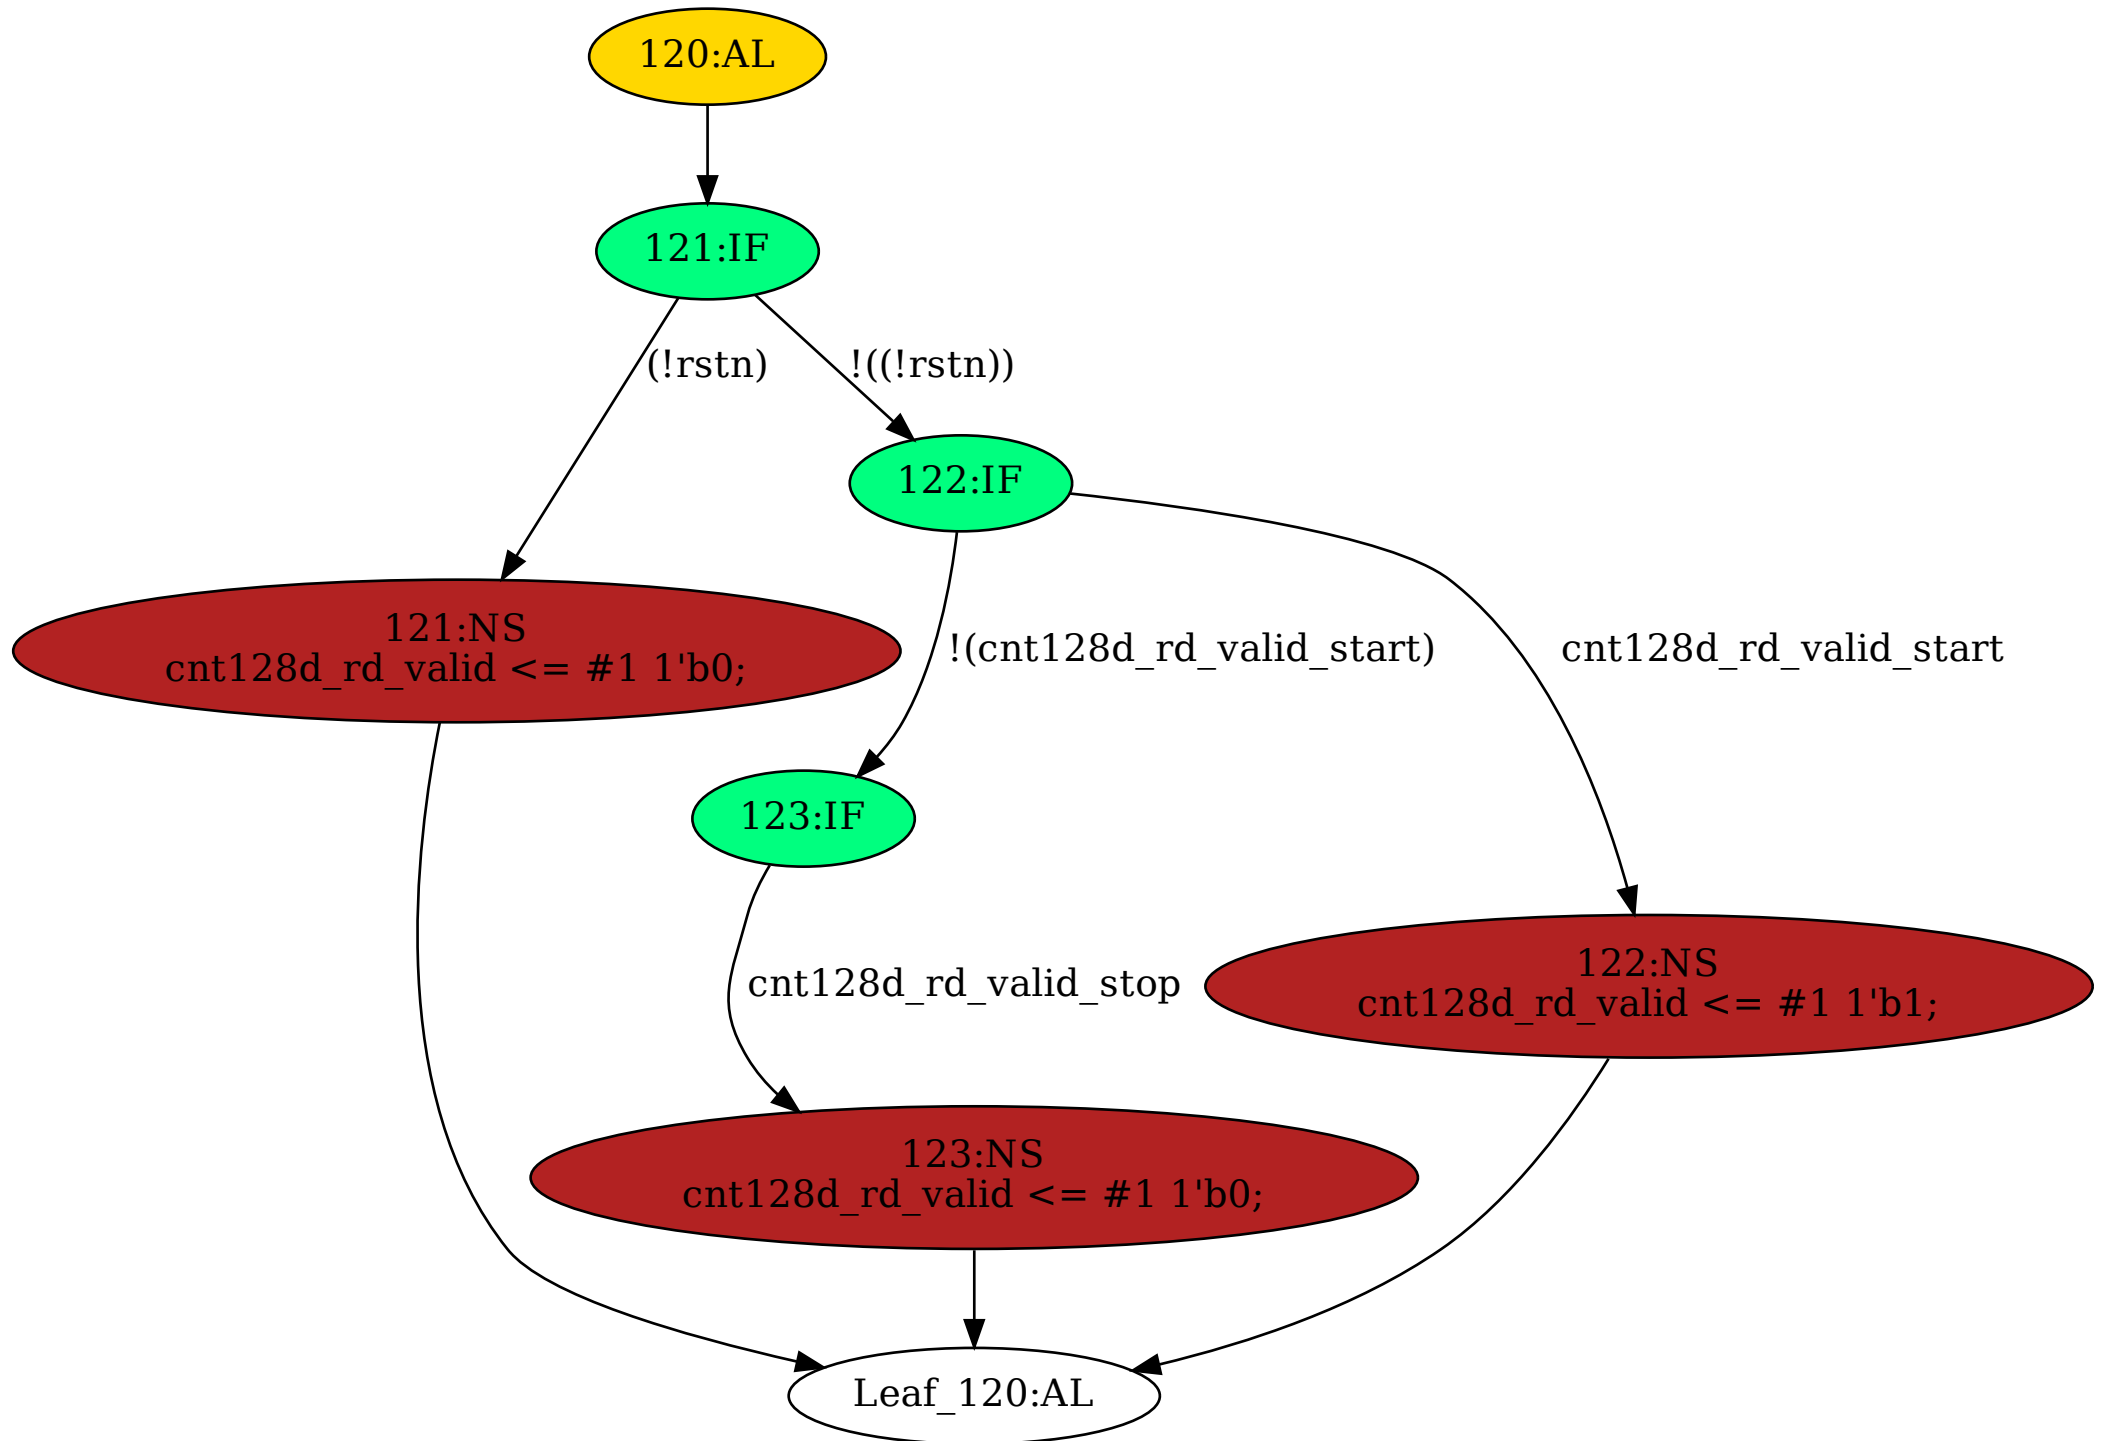 120:AL
121:IF
(!rstn)
!((!rstn))
122:IF
121:NS
cnt128d_rd_valid <= #1 1'b0;
!(cnt128d_rd_valid_start)
cnt128d_rd_valid_start
123:IF
cnt128d_rd_valid_stop
122:NS
cnt128d_rd_valid <= #1 1'b1;
123:NS
cnt128d_rd_valid <= #1 1'b0;
Leaf_120:AL